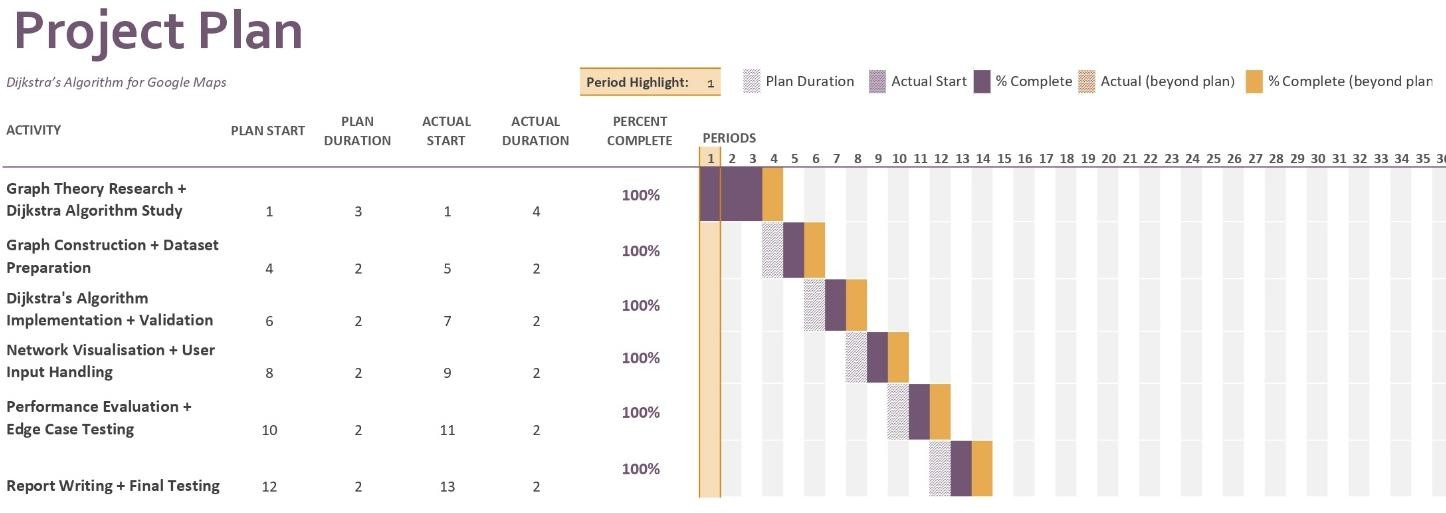 Project Plan
Dijkstra’s Algorithm for Google Maps
Period Highlight: 1
Plan Duration
Actual Start
% Complete
Actual (beyond plan)
% Complete (beyond plan
ACTIVITY
PLAN START
PLAN
DURATION
ACTUAL
START
ACTUAL
DURATION
PERCENT
COMPLETE
PERIODS
1 2 3 4 5 6 7 8 9 10 11 12 13 14 15 16 17 18 19 20 21 22 23 24 25 26 27 28 29 30 31 32 33 34 35
Graph Theory Research +
Dijkstra Algorithm Study 1 3 1 4
100%
Graph Construction + Dataset
Preparation 4 2 5 2
100%
Dijkstra's Algorithm
Implementation + Validation 6 2 7 2
100%
Network Visualisation + User
Input Handling 8 2 9 2
100%
Performance Evaluation +
Edge Case Testing 10 2 11 2
100%
Report Writing + Final Testing 12 2 13 2
100%